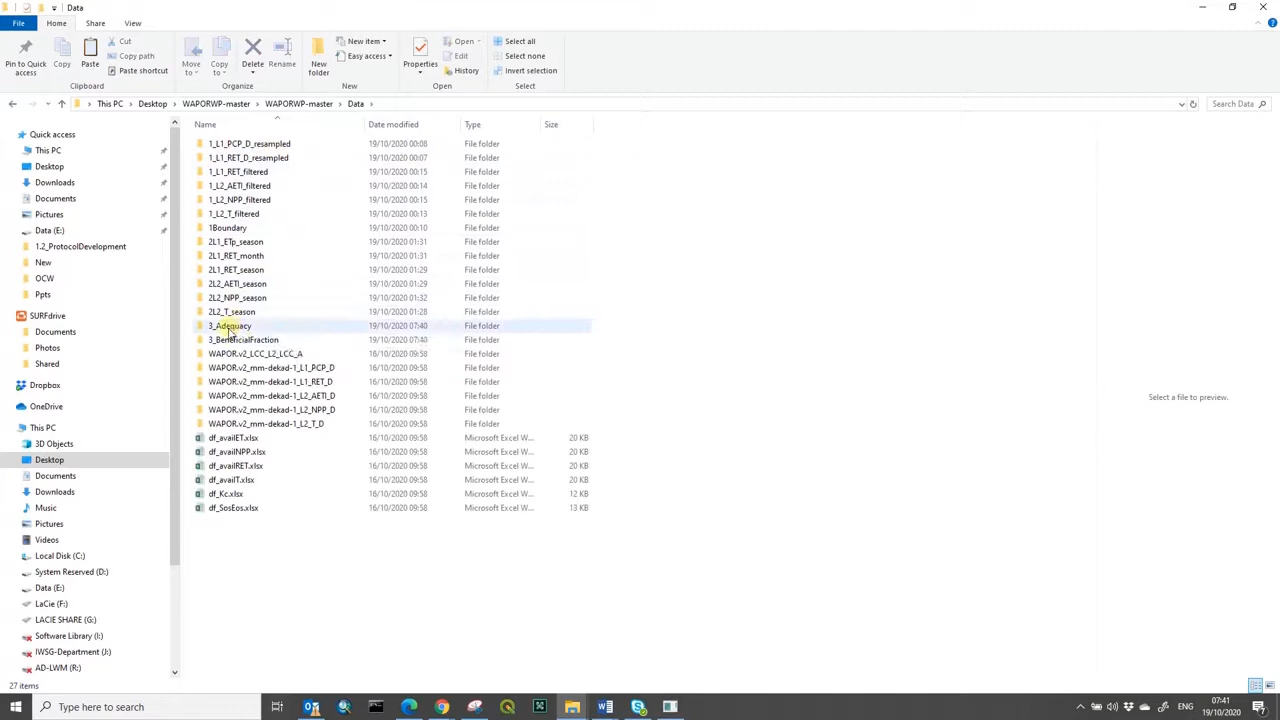 Data
File Home Share View
Pin to Quick access
Copy
Paste
Cut
Copy path
Paste shortcut
Clipboard
Move to
Copy to
Delete
Rename
Organize
New folder
New item
Easy access
New
Properties
Open
Edit
History
Open
Select all
Select none
Invert selection
Select
This PC > Desktop > WAPORWP-master > WAPORWP-master > Data >
Search Data
Name Date modified Type Size
1_L1_PCP_D_resampled 19/10/2020 00:08 File folder
1_L1_RET_D_resampled 19/10/2020 00:07 File folder
1_L1_RET_filtered 19/10/2020 00:15 File folder
1_L2_AETI_filtered 19/10/2020 00:14 File folder
1_L2_NPP_filtered 19/10/2020 00:15 File folder
1_L2_T_filtered 19/10/2020 00:13 File folder
1Boundary 19/10/2020 00:10 File folder
2L1_ETp_season 19/10/2020 01:31 File folder
2L1_RET_month 19/10/2020 01:31 File folder
2L1_RET_season 19/10/2020 01:29 File folder
2L2_AETI_season 19/10/2020 01:29 File folder
2L2_NPP_season 19/10/2020 01:32 File folder
2L2_T_season 19/10/2020 01:28 File folder
3_Adequacy 19/10/2020 07:40 File folder
3_BeneficialFraction 19/10/2020 07:40 File folder
WAPOR.v2_LCC_L2_LCC_A 16/10/2020 09:58 File folder
WAPOR.v2_mm-dekad-1_L1_PCP_D 16/10/2020 09:58 File folder
WAPOR.v2_mm-dekad-1_L1_RET_D 16/10/2020 09:58 File folder
WAPOR.v2_mm-dekad-1_L2_AETI_D 16/10/2020 09:58 File folder
WAPOR.v2_mm-dekad-1_L2_NPP_D 16/10/2020 09:58 File folder
WAPOR.v2_mm-dekad-1_L2_T_D 16/10/2020 09:58 File folder
df_availET.xlsx 16/10/2020 09:58 Microsoft Excel W... 20 KB
df_availNPP.xlsx 16/10/2020 09:58 Microsoft Excel W... 20 KB
df_availRET.xlsx 16/10/2020 09:58 Microsoft Excel W... 20 KB
df_availT.xlsx 16/10/2020 09:58 Microsoft Excel W... 20 KB
df_Kc.xlsx 16/10/2020 09:58 Microsoft Excel W... 12 KB
df_SosEos.xlsx 16/10/2020 09:58 Microsoft Excel W... 13 KB
Quick access
This PC
Desktop
Downloads
Documents
Pictures
Data (E:)
1.2_ProtocolDevelopment
New
OCW
Ppts
SURFdrive
Documents
Photos
Shared
Dropbox
OneDrive
This PC
3D Objects
Desktop
Documents
Downloads
Music
Pictures
Videos
Local Disk (C:)
System Reserved (D:)
Data (E:)
LaCie (F:)
LACIE SHARE (G:)
Software Library (I:)
IWSG-Department (J:)
AD-LWM (R:)
Select a file to preview.
27 items
Type here to search
ENG
07:41
19/10/2020